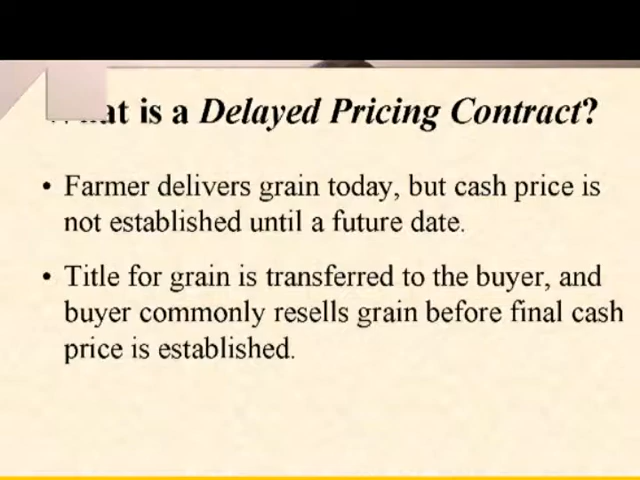 at is a Delayed Pricing Contract?
• Farmer delivers grain today, but cash price is
not established until a future date.
• Title for grain is transferred to the buyer, and
buyer commonly resells grain before final cash
price is established.